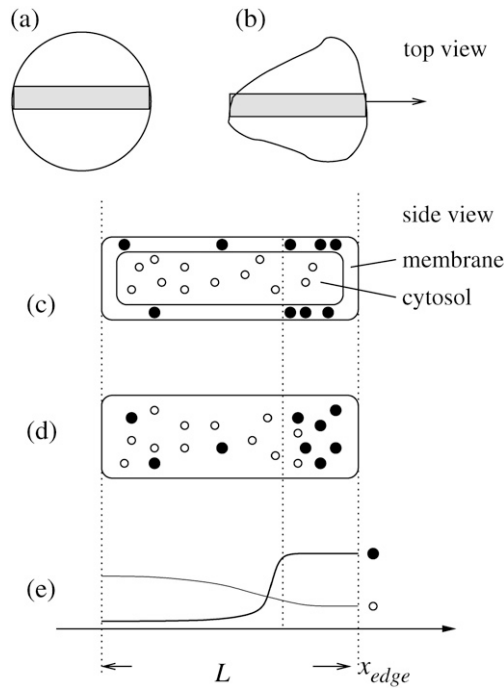 (a)
(b)
top view
side view
membrane
cytosol
(c)
(d)
(e)
L
x_edge